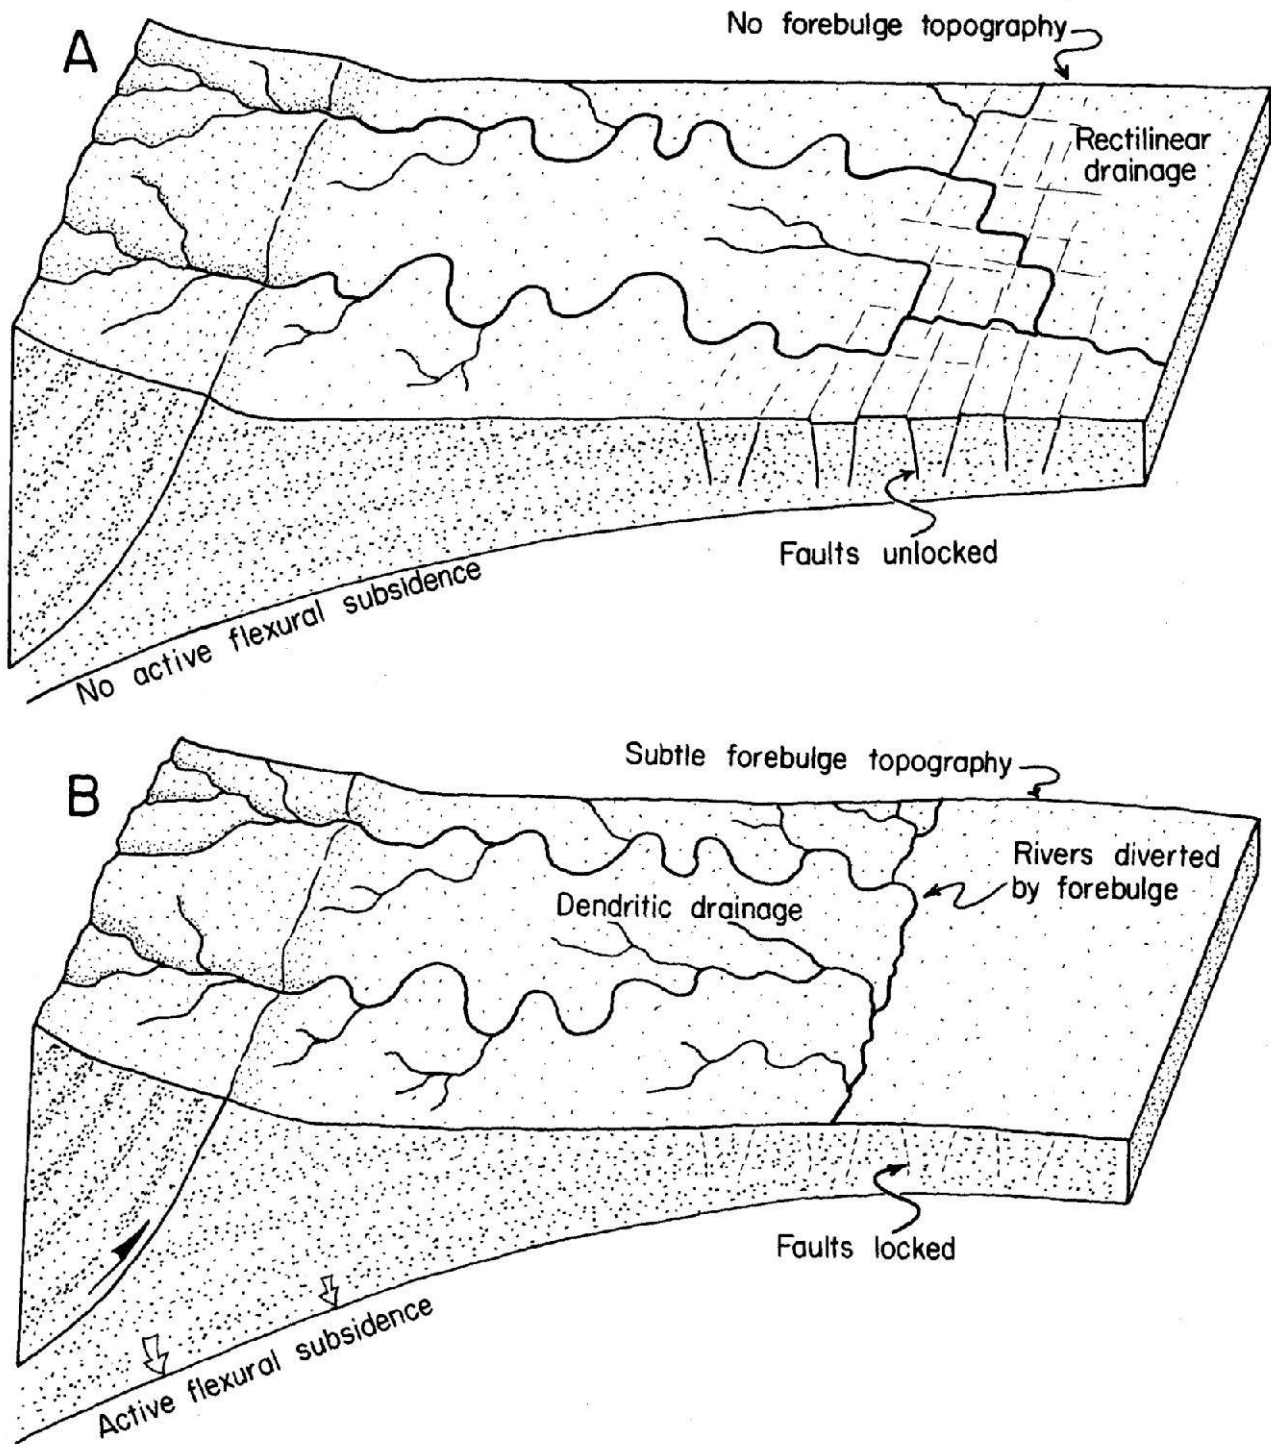 A
No forebulge topography
Rectilinear
drainage
Faults unlocked
No active flexural subsidence
B
Subtle forebulge topography
Rivers diverted
by forebulge
Dendritic drainage
Faults locked
Active flexural subsidence